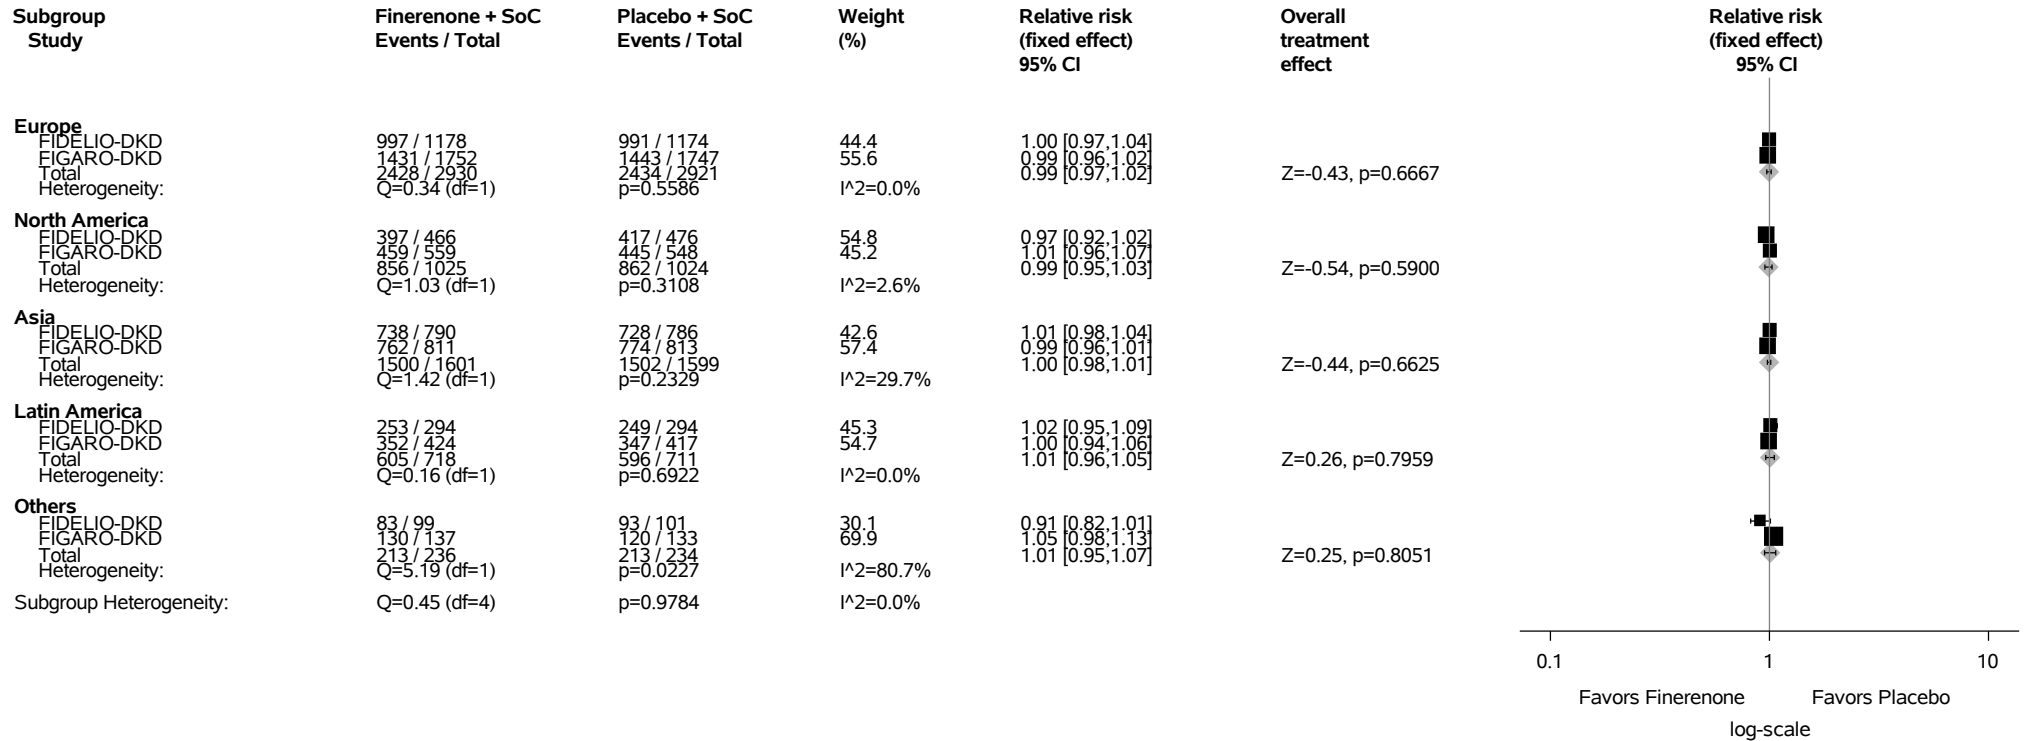 Subgroup Finerenone + SoC Placebo + SoC Weight Relative risk Overall Relative risk
Study Events / Total Events / Total (%) (fixed effect) treatment (fixed effect)
95% CI effect 95% CI
Europe
FIDELIO-DKD 997 / 1178 991 / 1174 44.4 1.00 [0.97,1.04]
FIGARO-DKD 1431 / 1752 1443 / 1747 55.6 0.99 [0.96,1.02]
Total 2428 / 2930 2434 / 2921 0.99 [0.97,1.02] Z=-0.43, p=0.6667
Heterogeneity: Q=0.34 (df=1) p=0.5586 I^2=0.0%
North America
FIDELIO-DKD 397 / 466 417 / 476 54.8 0.97 [0.92,1.02]
FIGARO-DKD 459 / 559 445 / 548 45.2 1.01 [0.96,1.07]
Total 856 / 1025 862 / 1024 0.99 [0.95,1.03] Z=-0.54, p=0.5900
Heterogeneity: Q=1.03 (df=1) p=0.3108 I^2=2.6%
Asia
FIDELIO-DKD 738 / 790 728 / 786 42.6 1.01 [0.98,1.04]
FIGARO-DKD 762 / 811 774 / 813 57.4 0.99 [0.96,1.01]
Total 1500 / 1601 1502 / 1599 1.00 [0.98,1.01] Z=-0.44, p=0.6625
Heterogeneity: Q=1.42 (df=1) p=0.2329 I^2=29.7%
Latin America
FIDELIO-DKD 253 / 294 249 / 294 45.3 1.02 [0.95,1.09]
FIGARO-DKD 352 / 424 347 / 417 54.7 1.00 [0.94,1.06]
Total 605 / 718 596 / 711 1.01 [0.96,1.05] Z=0.26, p=0.7959
Heterogeneity: Q=0.16 (df=1) p=0.6922 I^2=0.0%
Others
FIDELIO-DKD 83 / 99 93 / 101 30.1 0.91 [0.82,1.01]
FIGARO-DKD 130 / 137 120 / 133 69.9 1.05 [0.98,1.13]
Total 213 / 236 213 / 234 1.01 [0.95,1.07] Z=0.25, p=0.8051
Heterogeneity: Q=5.19 (df=1) p=0.0227 I^2=80.7%
Subgroup Heterogeneity: Q=0.45 (df=4) p=0.9784 I^2=0.0%
0.1 1 10
Favors Finerenone Favors Placebo
log-scale